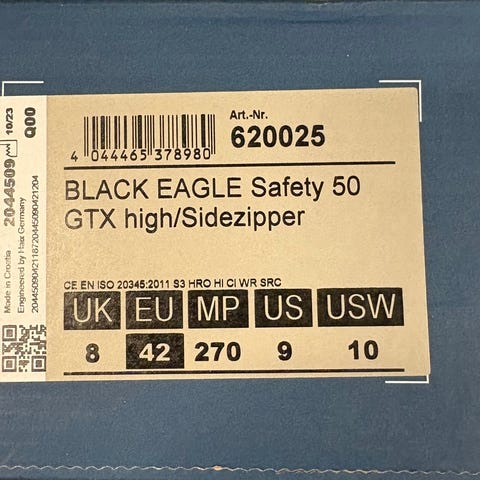 Art.-Nr.
620025
4 044465 378980
BLACK EAGLE Safety 50
GTX high/Sidezipper
CE EN ISO 20345:2011 S3 HRO HI CI WR SRC
UK EU MP US USW
8 42 270 9 10
Made in Croatia 2044509 10/23
Engineered by Haix Germany Q00
2044509042118720445090421204